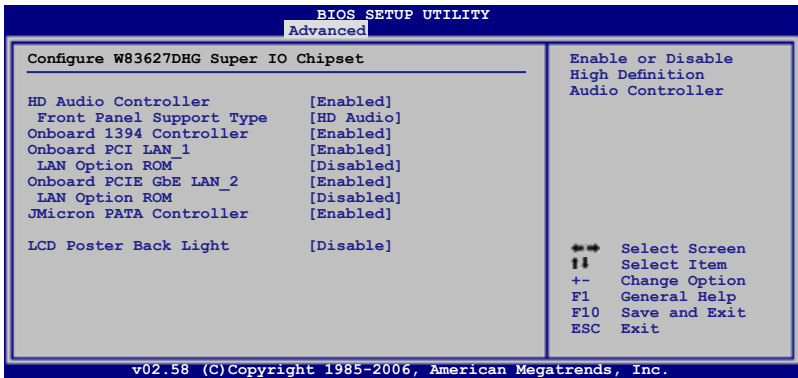 BIOS SETUP UTILITY
Advanced
Configure W83627DHG Super IO Chipset
HD Audio Controller [Enabled]
Front Panel Support Type [HD Audio]
Onboard 1394 Controller [Enabled]
Onboard PCI LAN_1 [Enabled]
LAN Option ROM [Disabled]
Onboard PCIE GbE LAN_2 [Enabled]
LAN Option ROM [Disabled]
JMicron PATA Controller [Enabled]
LCD Poster Back Light [Disable]
Enable or Disable
High Definition
Audio Controller
←→ Select Screen
↑↓ Select Item
+- Change Option
F1 General Help
F10 Save and Exit
ESC Exit
v02.58 (C)Copyright 1985-2006, American Megatrends, Inc.